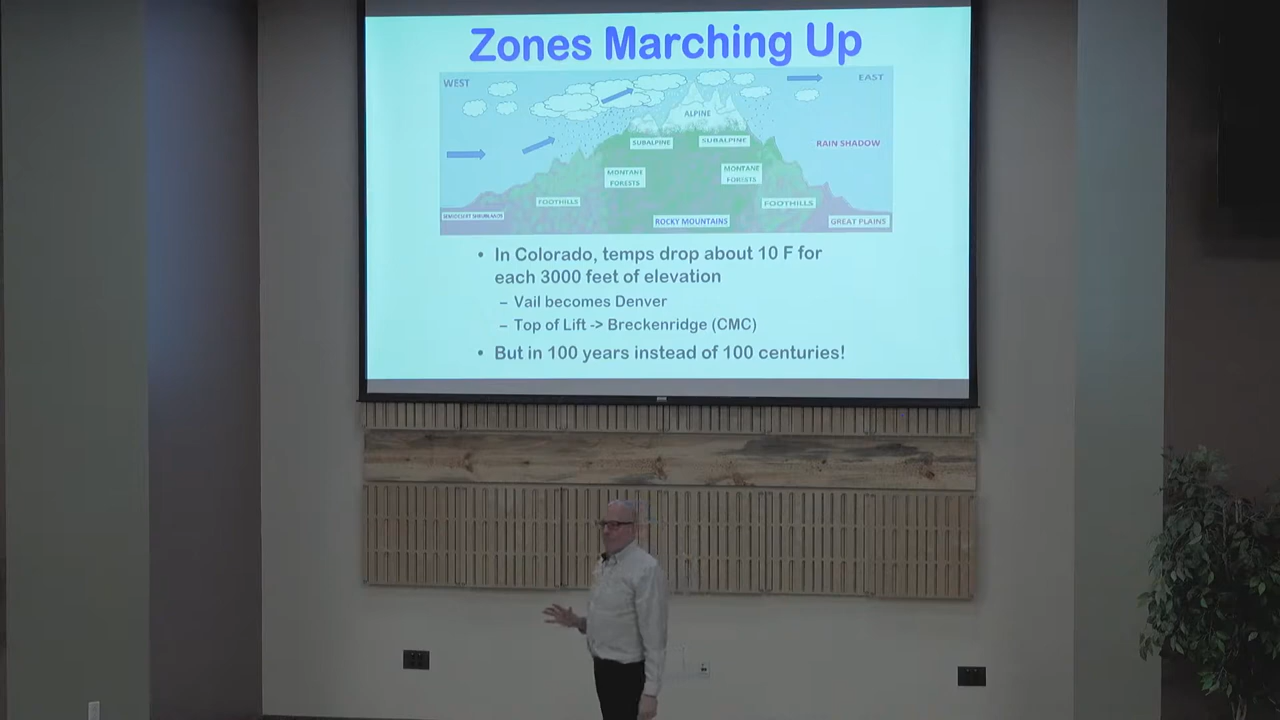 Zones Marching Up
WEST
EAST
ALPINE
SUBALPINE
SUBALPINE
RAIN SHADOW
MONTANE
FORESTS
MONTANE
FORESTS
FOOTHILLS
FOOTHILLS
SEMIDESERT SHRUBLANDS
ROCKY MOUNTAINS
GREAT PLAINS
• In Colorado, temps drop about 10 F for
each 3000 feet of elevation
– Vail becomes Denver
– Top of Lift -> Breckenridge (CMC)
• But in 100 years instead of 100 centuries!